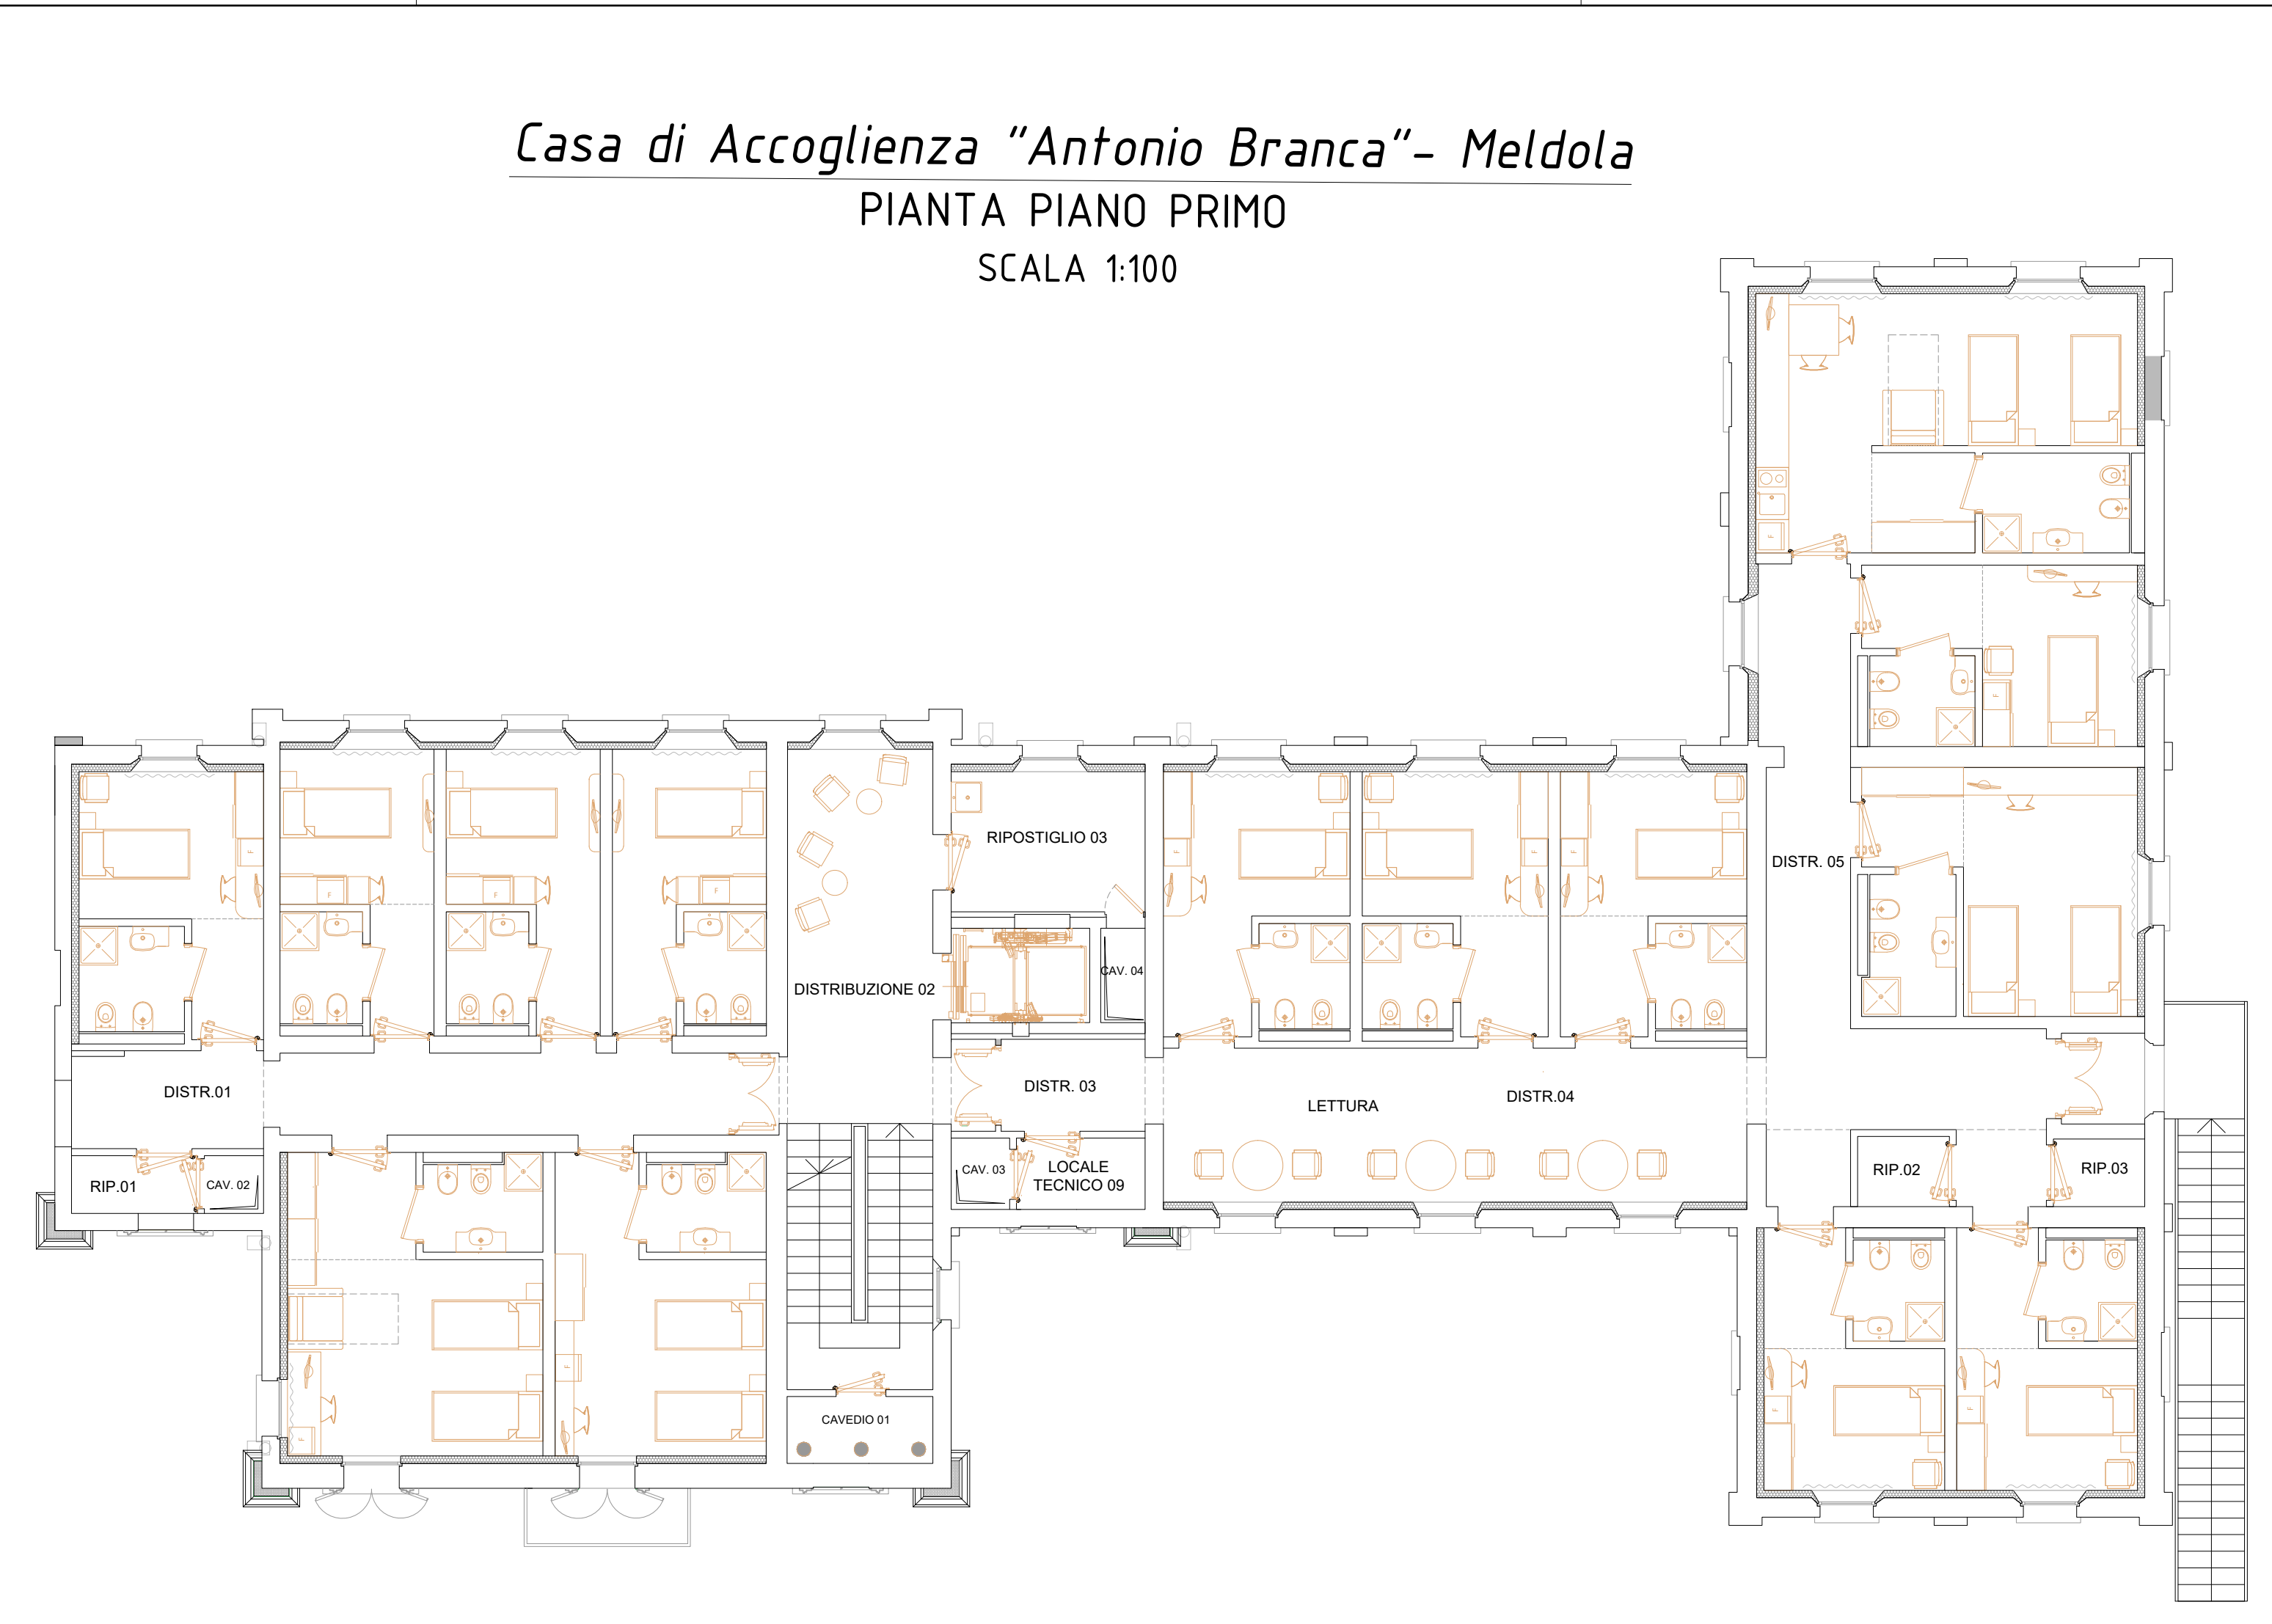 Casa di Accoglienza "Antonio Branca"- Meldola
PIANTA PIANO PRIMO
SCALA 1:100
F
F
F
RIPOSTIGLIO 03
F
F
F
F
F
DISTR. 05
CAV. 04
DISTRIBUZIONE 02
DISTR.01
DISTR. 03
LETTURA
DISTR.04
RIP.01
CAV. 02
CAV. 03
LOCALE
TECNICO 09
RIP.02
RIP.03
F
F
F
F
CAVEDIO 01